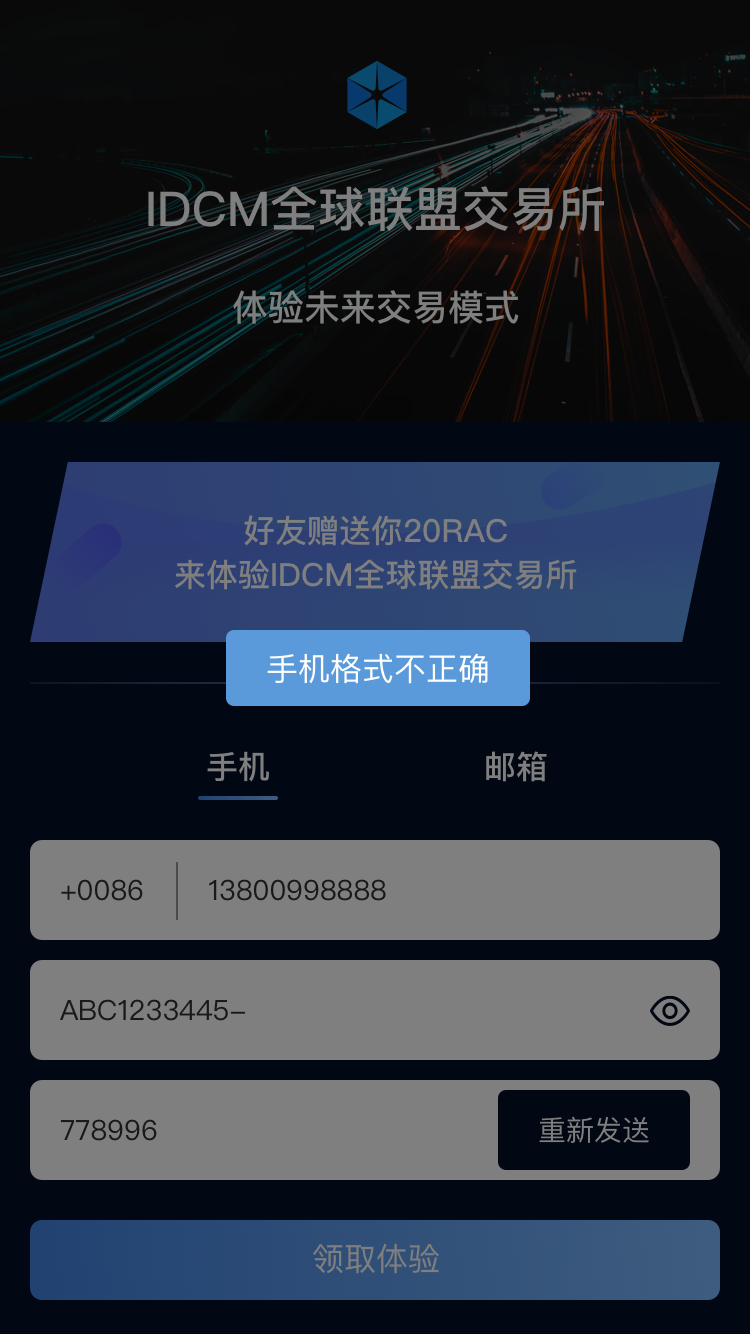 IDCM全球联盟交易所
体验未来交易模式
好友赠送你20RAC
来体验IDCM全球联盟交易所
手机格式不正确
手机
邮箱
+0086
13800998888
ABC1233445–
778996
重新发送
领取体验